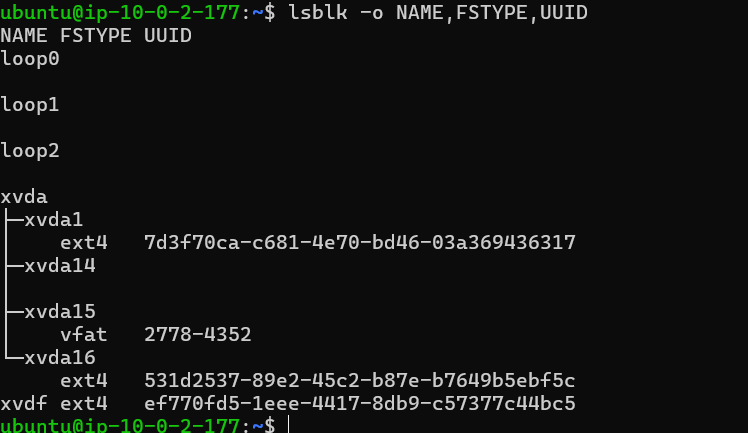 ubuntu@ip-10-0-2-177:~$ lsblk -o NAME,FSTYPE,UUID
NAME FSTYPE UUID
loop0
loop1
loop2
xvda
├─xvda1
     ext4   7d3f70ca-c681-4e70-bd46-03a369436317
├─xvda14
├─xvda15
     vfat   2778-4352
└─xvda16
     ext4   531d2537-89e2-45c2-b87e-b7649b5ebf5c
xvdf ext4   ef770fd5-1eee-4417-8db9-c57377c44bc5
ubuntu@ip-10-0-2-177:~$